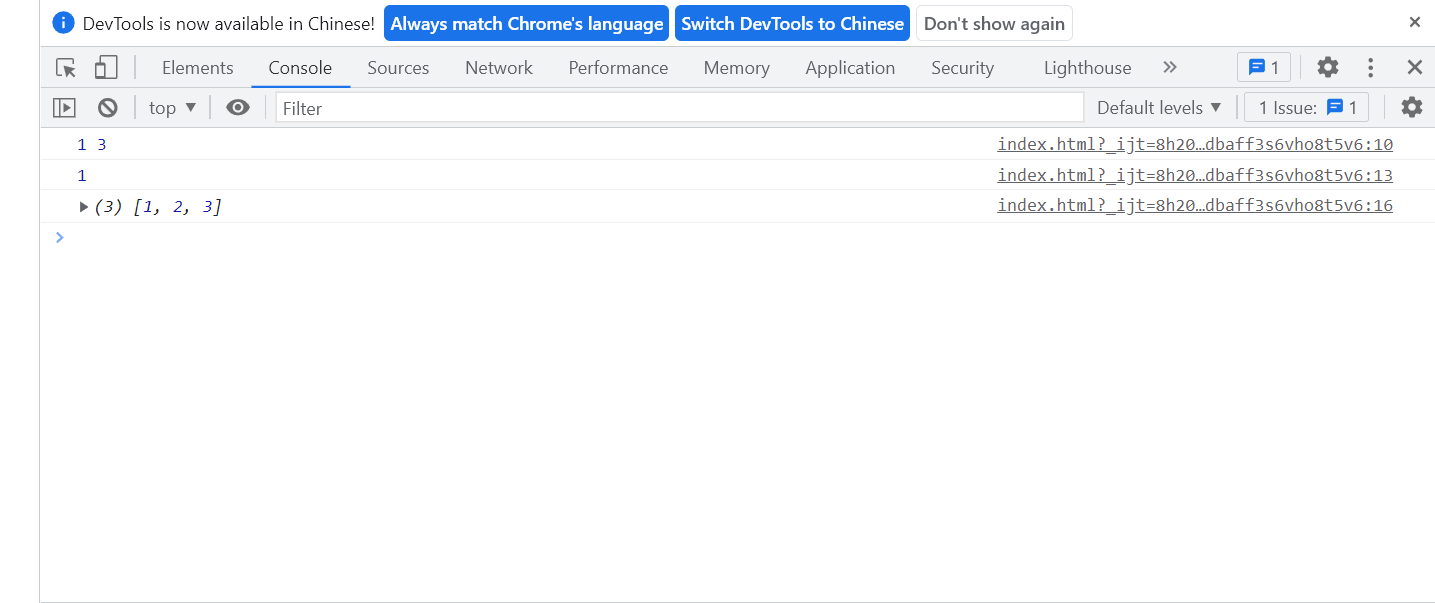 DevTools is now available in Chinese! Always match Chrome's language Switch DevTools to Chinese Don't show again
Elements Console Sources Network Performance Memory Application Security Lighthouse 1
top Filter Default levels 1 Issue: 1
1 3 index.html?_ijt=8h20…dbaff3s6vho8t5v6:10
1 index.html?_ijt=8h20…dbaff3s6vho8t5v6:13
(3) [1, 2, 3] index.html?_ijt=8h20…dbaff3s6vho8t5v6:16